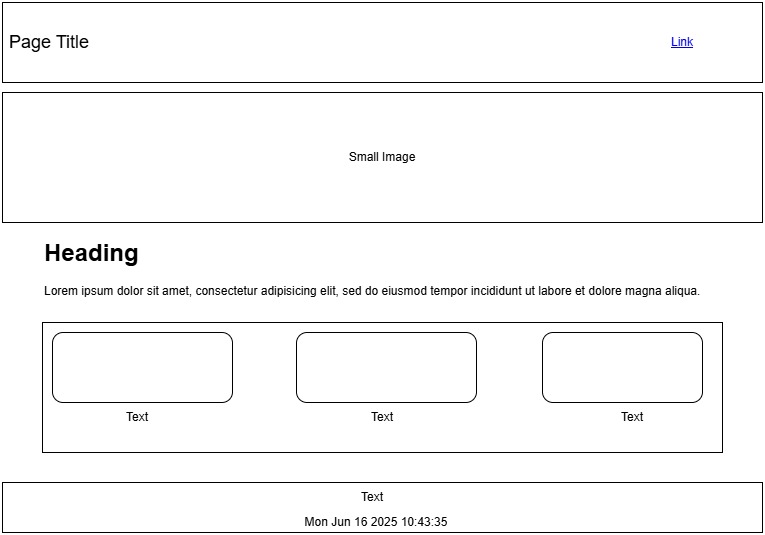 Page Title
Link
Small Image
Heading
Lorem ipsum dolor sit amet, consectetur adipisicing elit, sed do eiusmod tempor incididunt ut labore et dolore magna aliqua.
Text
Text
Text
Text
Mon Jun 16 2025 10:43:35